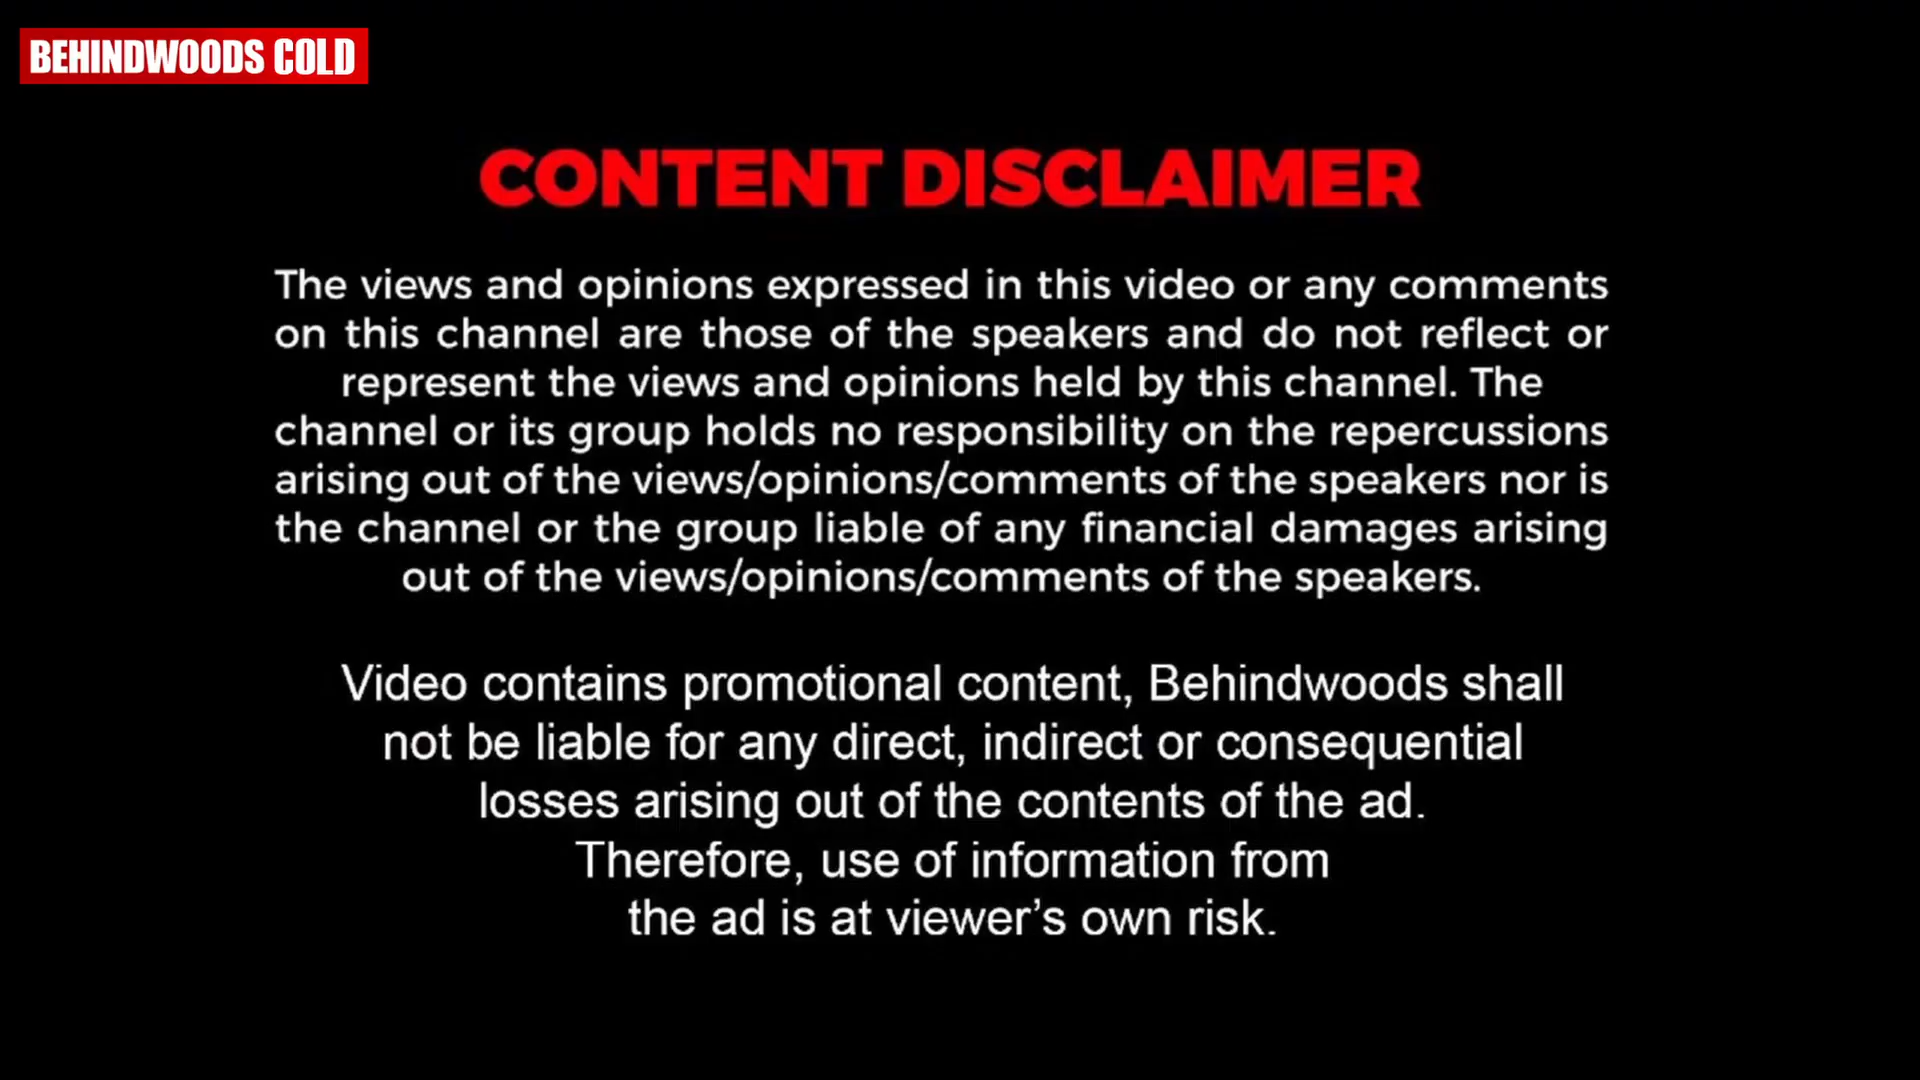 BEHINDWOODS COLD
CONTENT DISCLAIMER
The views and opinions expressed in this video or any comments
on this channel are those of the speakers and do not reflect or
represent the views and opinions held by this channel. The
channel or its group holds no responsibility on the repercussions
arising out of the views/opinions/comments of the speakers nor is
the channel or the group liable of any financial damages arising
out of the views/opinions/comments of the speakers.
Video contains promotional content, Behindwoods shall
not be liable for any direct, indirect or consequential
losses arising out of the contents of the ad.
Therefore, use of information from
the ad is at viewer’s own risk.